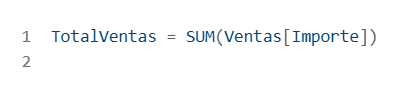 1 TotalVentas = SUM(Ventas[Importe])
2